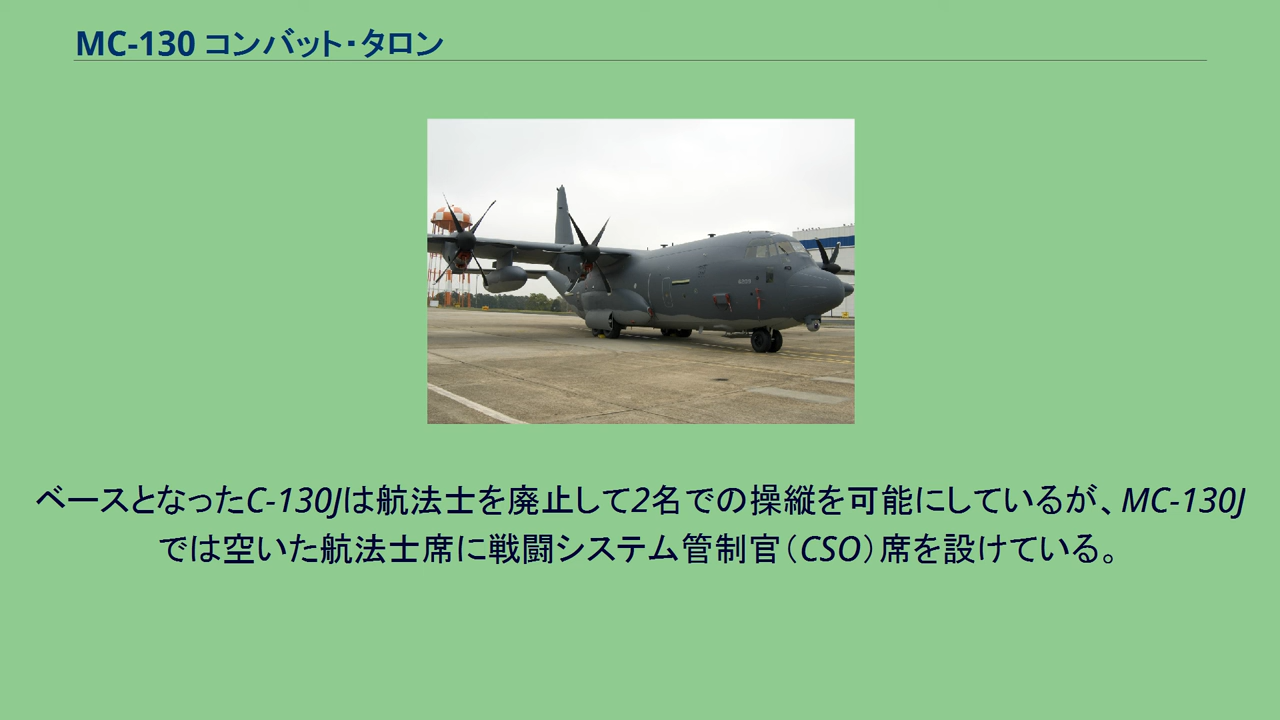 MC-130 コンバット・タロン
ベースとなったC-130Jは航法士を廃止して2名での操縦を可能にしているが、MC-130J
では空いた航法士席に戦闘システム管制官（CSO）席を設けている。